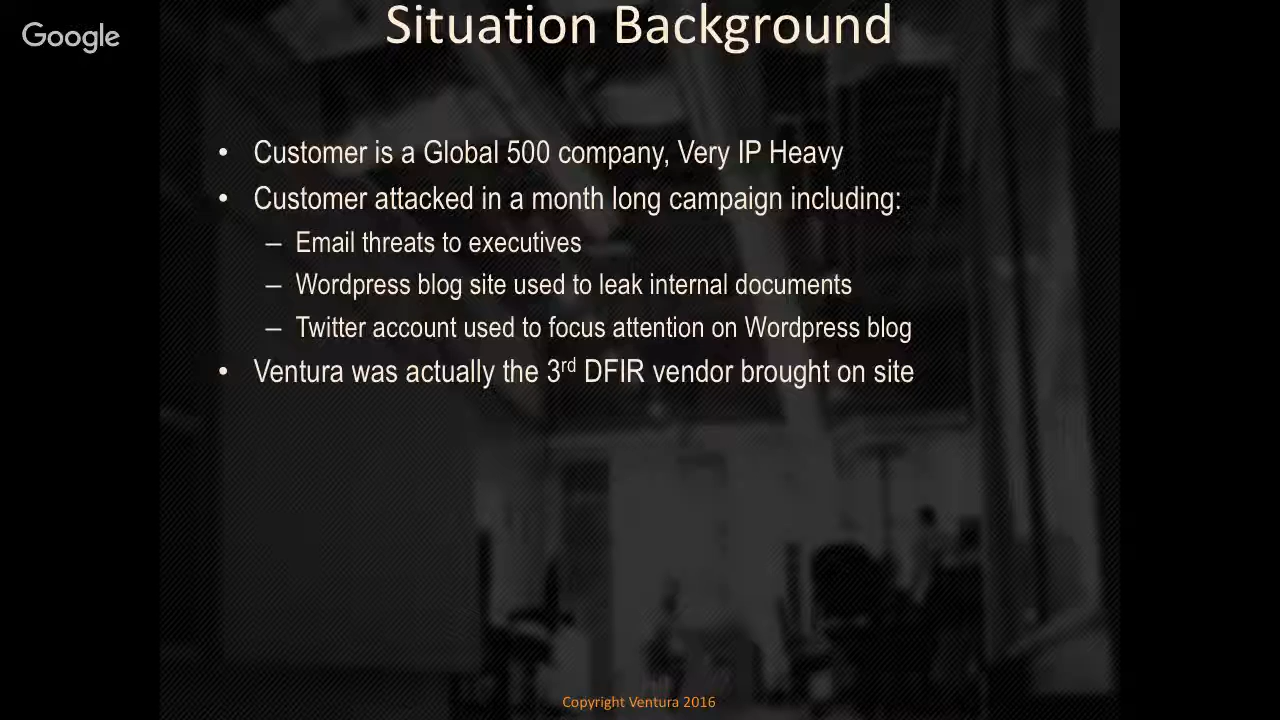 Google
Situation Background
• Customer is a Global 500 company, Very IP Heavy
• Customer attacked in a month long campaign including:
– Email threats to executives
– Wordpress blog site used to leak internal documents
– Twitter account used to focus attention on Wordpress blog
• Ventura was actually the 3rd DFIR vendor brought on site
Copyright Ventura 2016